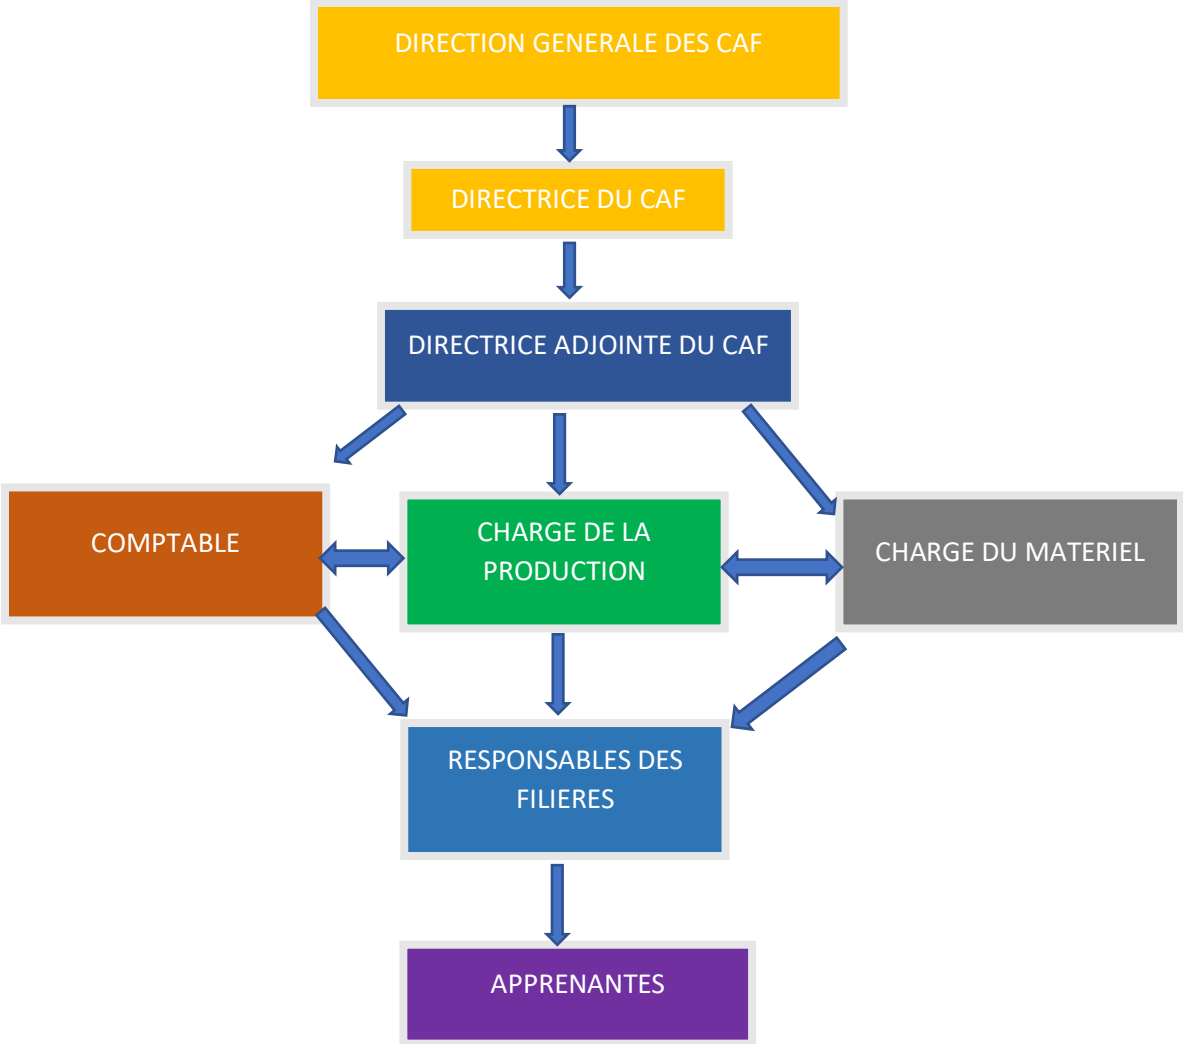 DIRECTION GENERALE DES CAF
DIRECTRICE DU CAF
DIRECTRICE ADJOINTE DU CAF
COMPTABLE
CHARGE DE LA
PRODUCTION
CHARGE DU MATERIEL
RESPONSABLES DES
FILIERES
APPRENANTES